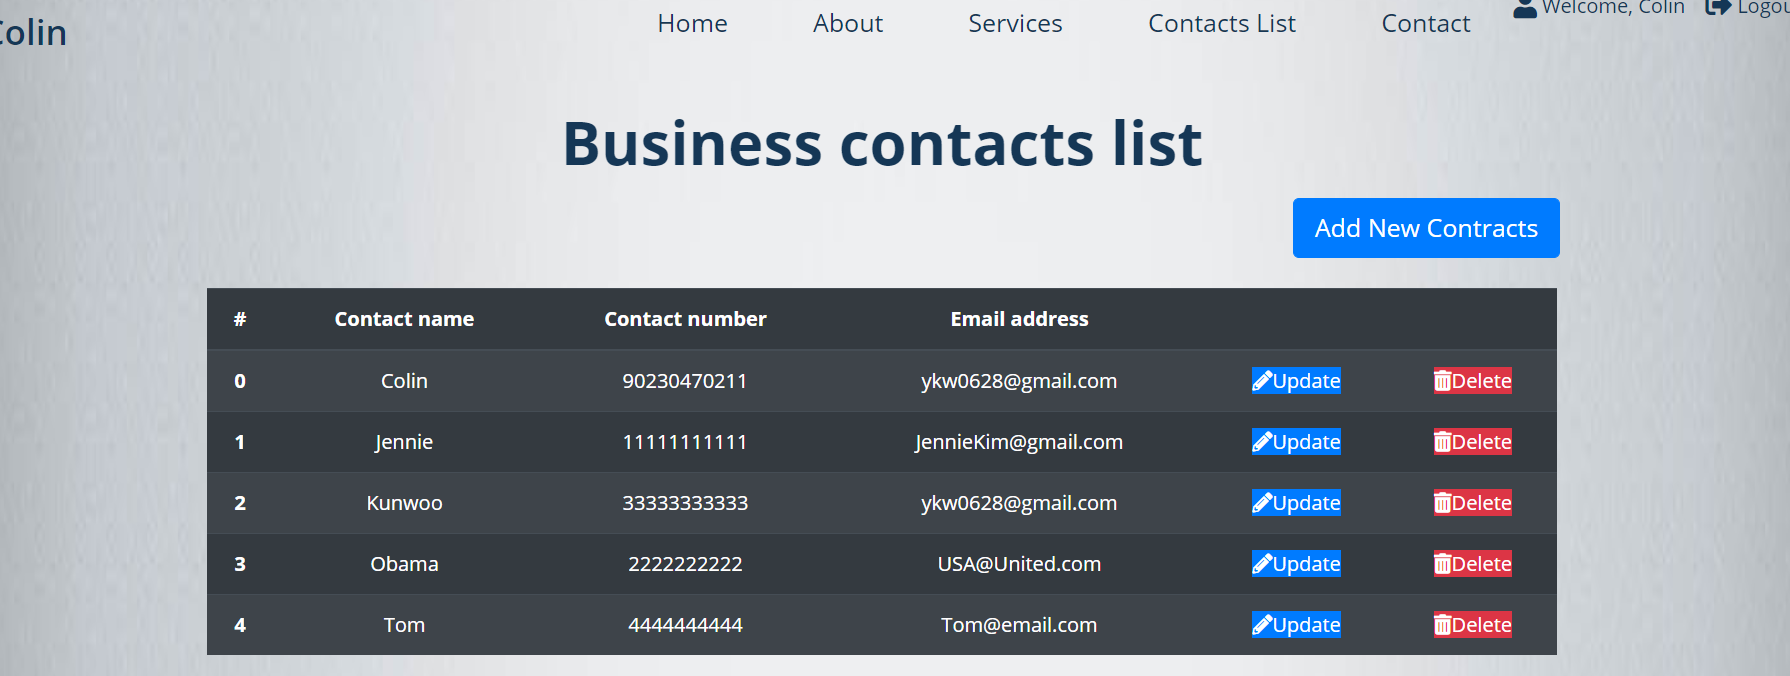 Colin Home About Services Contacts List Contact Welcome, Colin Logou
Business contacts list
Add New Contracts
# Contact name Contact number Email address
0 Colin 90230470211 ykw0628@gmail.com Update Delete
1 Jennie 11111111111 JennieKim@gmail.com Update Delete
2 Kunwoo 33333333333 ykw0628@gmail.com Update Delete
3 Obama 2222222222 USA@United.com Update Delete
4 Tom 4444444444 Tom@email.com Update Delete